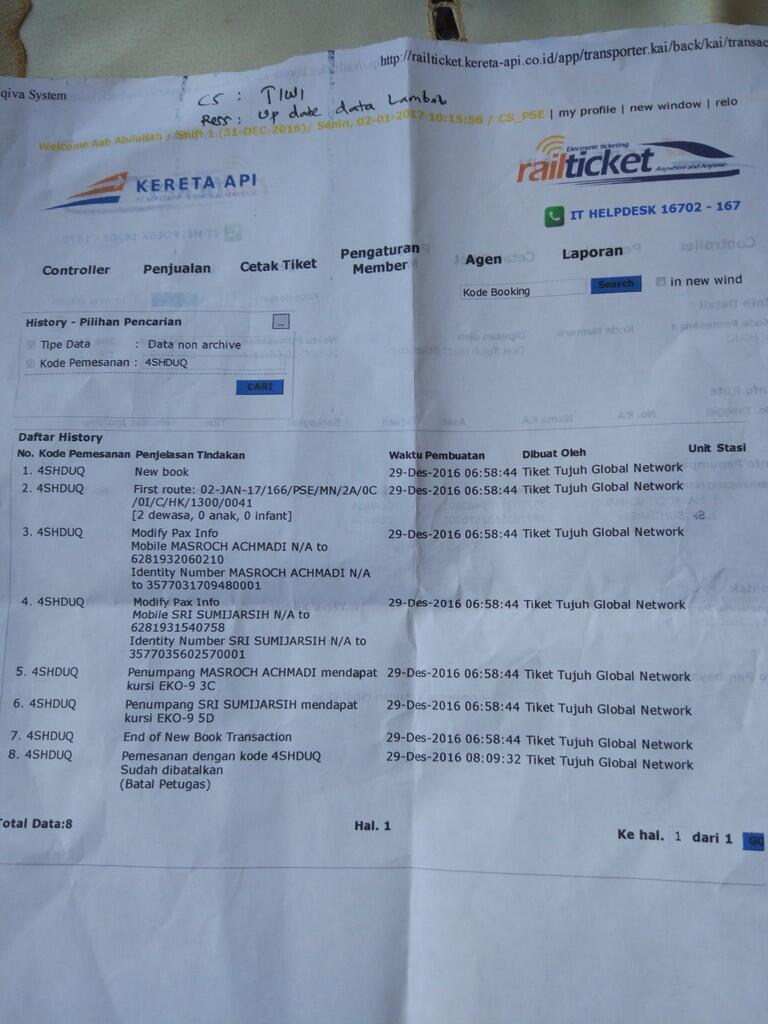 qiva System
http://railticket.kereta-api.co.id/app/transporter.kai/back/kai/transac
CS : TIWI
Res : Up date data Lambat
Welcome Aab Abdullah / Shift 1 (31-DEC-2016)/ Senin, 02-01-2017 10:15:56 / CS_PSE | my profile | new window | relo
KERETA API
Electronic ticketing
railticket
Anywhere and Anytime
IT HELPDESK 16702 - 167
Controller Penjualan Cetak Tiket Pengaturan Member Agen Laporan
Kode Booking Search in new wind
History - Pilihan Pencarian
Tipe Data : Data non archive
Kode Pemesanan : 4SHDUQ
CARI
Daftar History
No. Kode Pemesanan Penjelasan Tindakan Waktu Pembuatan Dibuat Oleh Unit Stasi
1. 4SHDUQ New book 29-Des-2016 06:58:44 Tiket Tujuh Global Network
2. 4SHDUQ First route: 02-JAN-17/166/PSE/MN/2A/0C 29-Des-2016 06:58:44 Tiket Tujuh Global Network
/0I/C/HK/1300/0041
[2 dewasa, 0 anak, 0 infant]
3. 4SHDUQ Modify Pax Info 29-Des-2016 06:58:44 Tiket Tujuh Global Network
Mobile MASROCH ACHMADI N/A to
6281932060210
Identity Number MASROCH ACHMADI N/A
to 3577031709480001
4. 4SHDUQ Modify Pax Info 29-Des-2016 06:58:44 Tiket Tujuh Global Network
Mobile SRI SUMIJARSIH N/A to
6281931540758
Identity Number SRI SUMIJARSIH N/A to
3577035602570001
5. 4SHDUQ Penumpang MASROCH ACHMADI mendapat 29-Des-2016 06:58:44 Tiket Tujuh Global Network
kursi EKO-9 3C
6. 4SHDUQ Penumpang SRI SUMIJARSIH mendapat 29-Des-2016 06:58:44 Tiket Tujuh Global Network
kursi EKO-9 5D
7. 4SHDUQ End of New Book Transaction 29-Des-2016 06:58:44 Tiket Tujuh Global Network
8. 4SHDUQ Pemesanan dengan kode 4SHDUQ 29-Des-2016 08:09:32 Tiket Tujuh Global Network
Sudah dibatalkan
(Batal Petugas)
Total Data:8 Hal. 1 Ke hal. 1 dari 1 GO